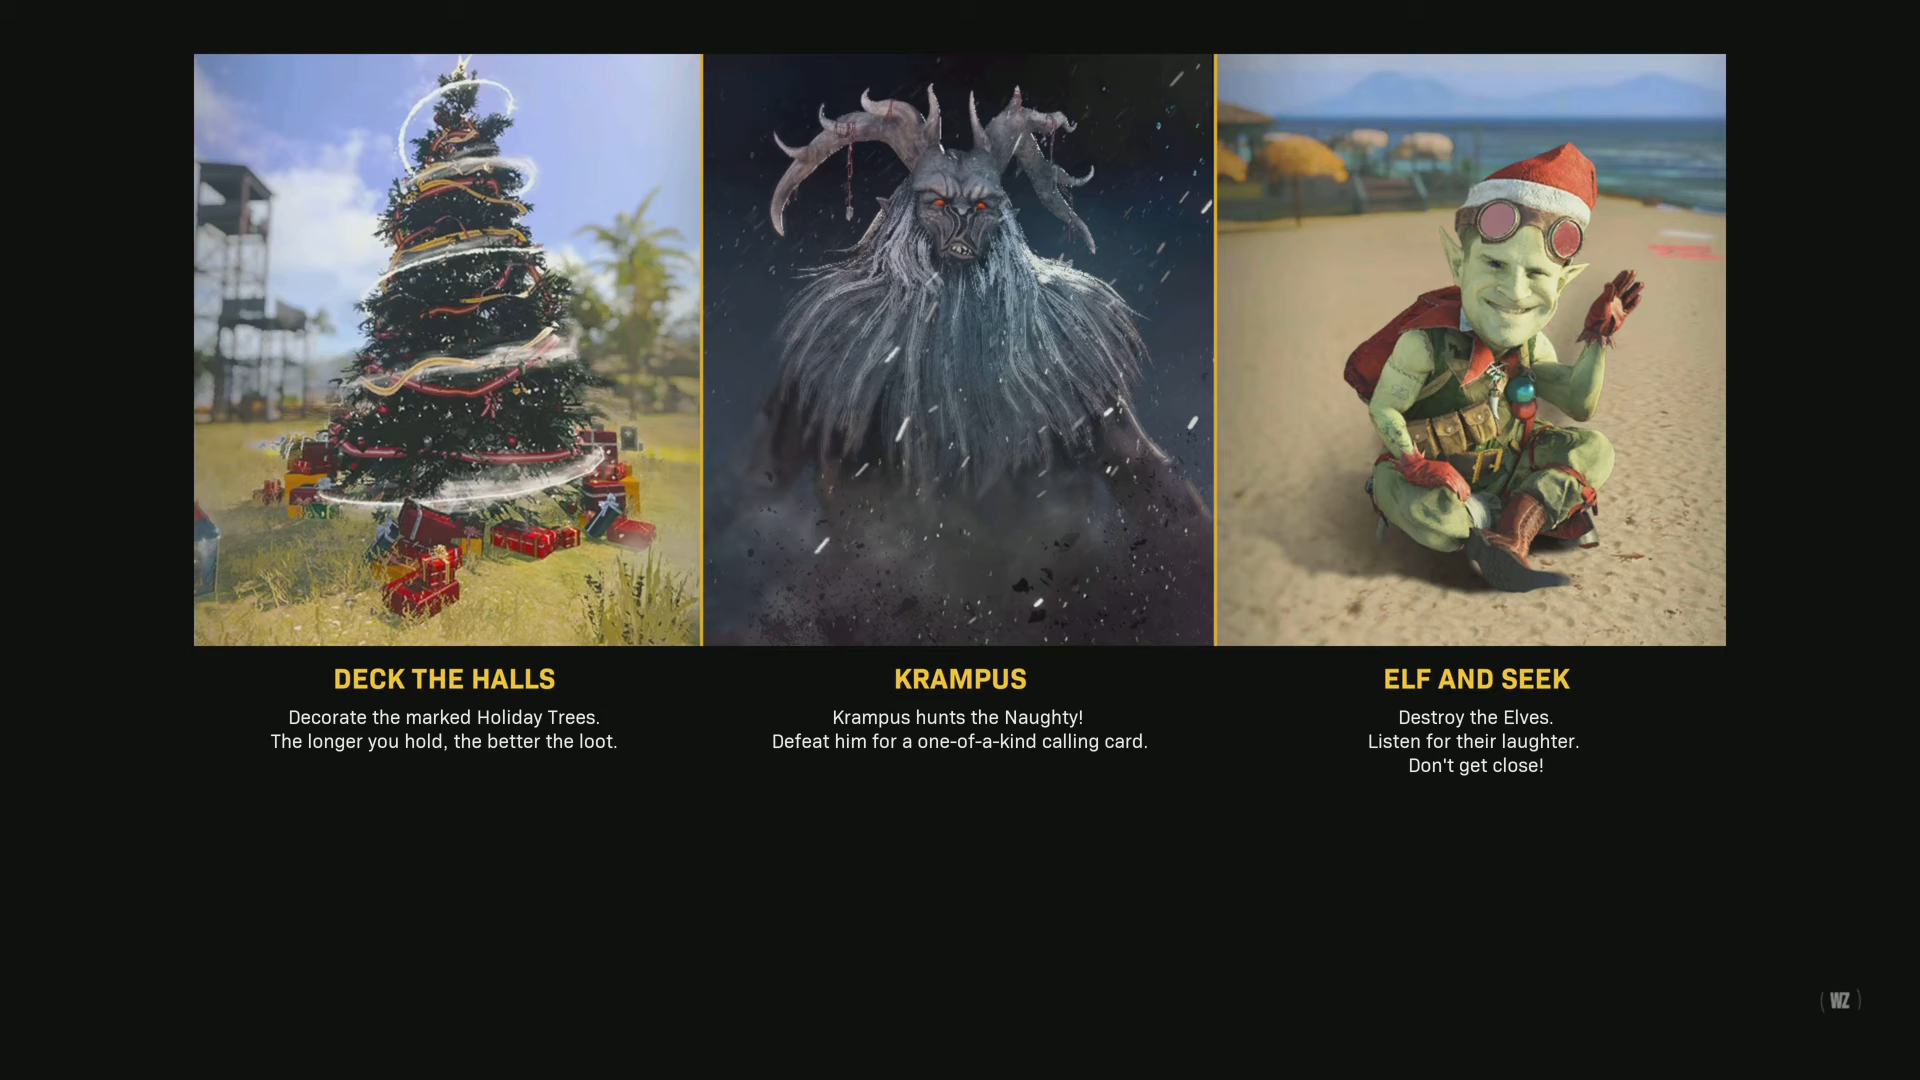 DECK THE HALLS
Decorate the marked Holiday Trees.
The longer you hold, the better the loot.
KRAMPUS
Krampus hunts the Naughty!
Defeat him for a one-of-a-kind calling card.
ELF AND SEEK
Destroy the Elves.
Listen for their laughter.
Don't get close!
WZ